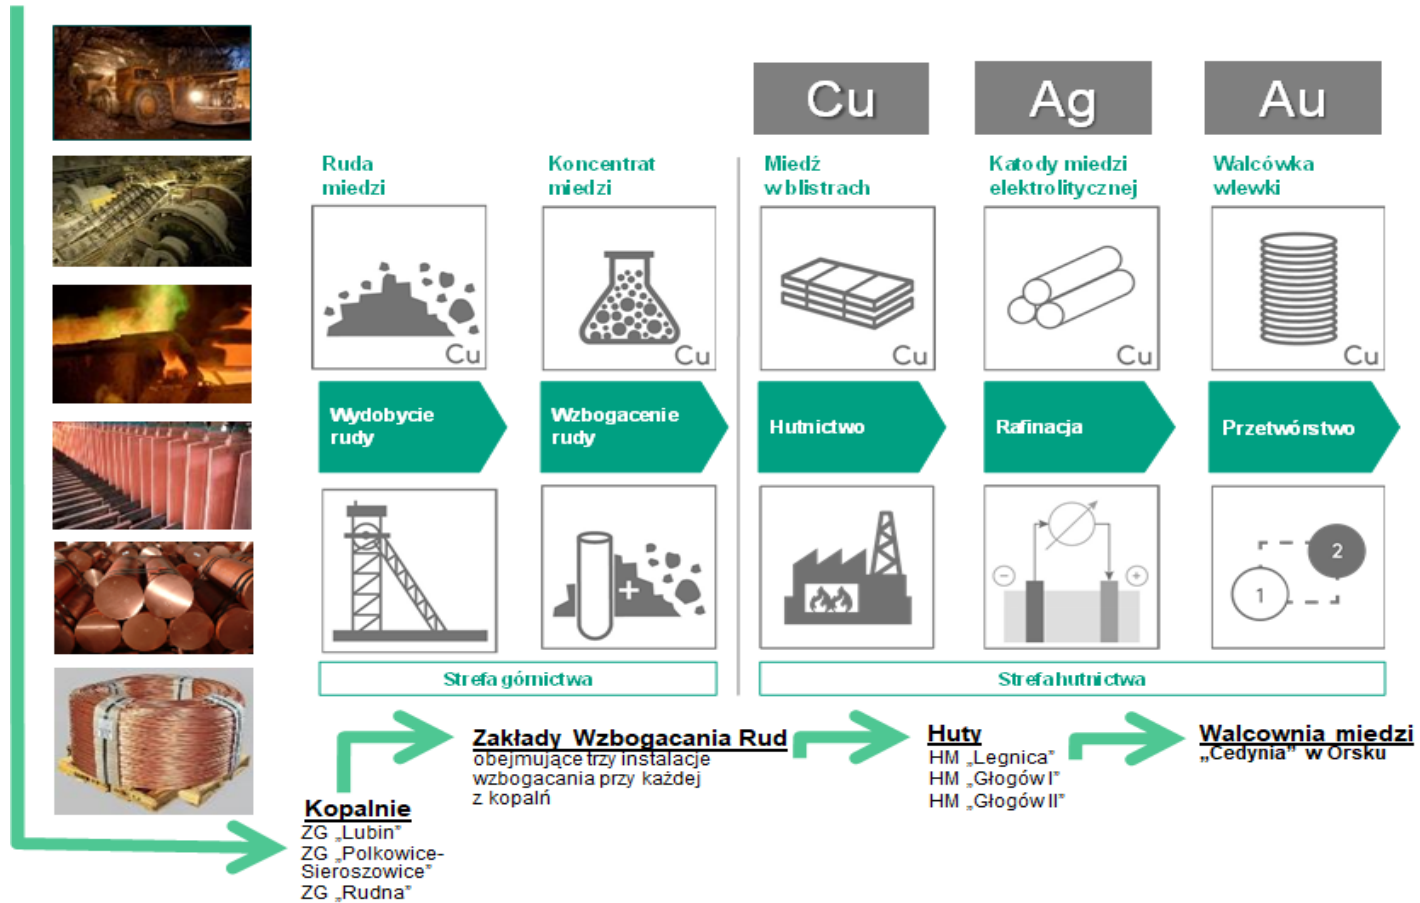 Cu
Ag
Au
Ruda
miedzi
Koncentrat
miedzi
Miedź
w blistrach
Katody miedzi
elektrolitycznej
Walcówka
wlewki
Cu
Cu
Cu
Cu
Cu
Wydobycie
rudy
Wzbogacenie
rudy
Hutnictwo
Rafinacja
Przetwórstwo
+
−
+
1
2
Strefa górnictwa
Strefa hutnictwa
Kopalnie
ZG „Lubin”
ZG „Polkowice-
Sieroszowice”
ZG „Rudna”
Zakłady Wzbogacania Rud
obejmujące trzy instalacje
wzbogacania przy każdej
z kopalń
Huty
HM „Legnica”
HM „Głogów I”
HM „Głogów II”
Walcownia miedzi
„Cedynia” w Orsku